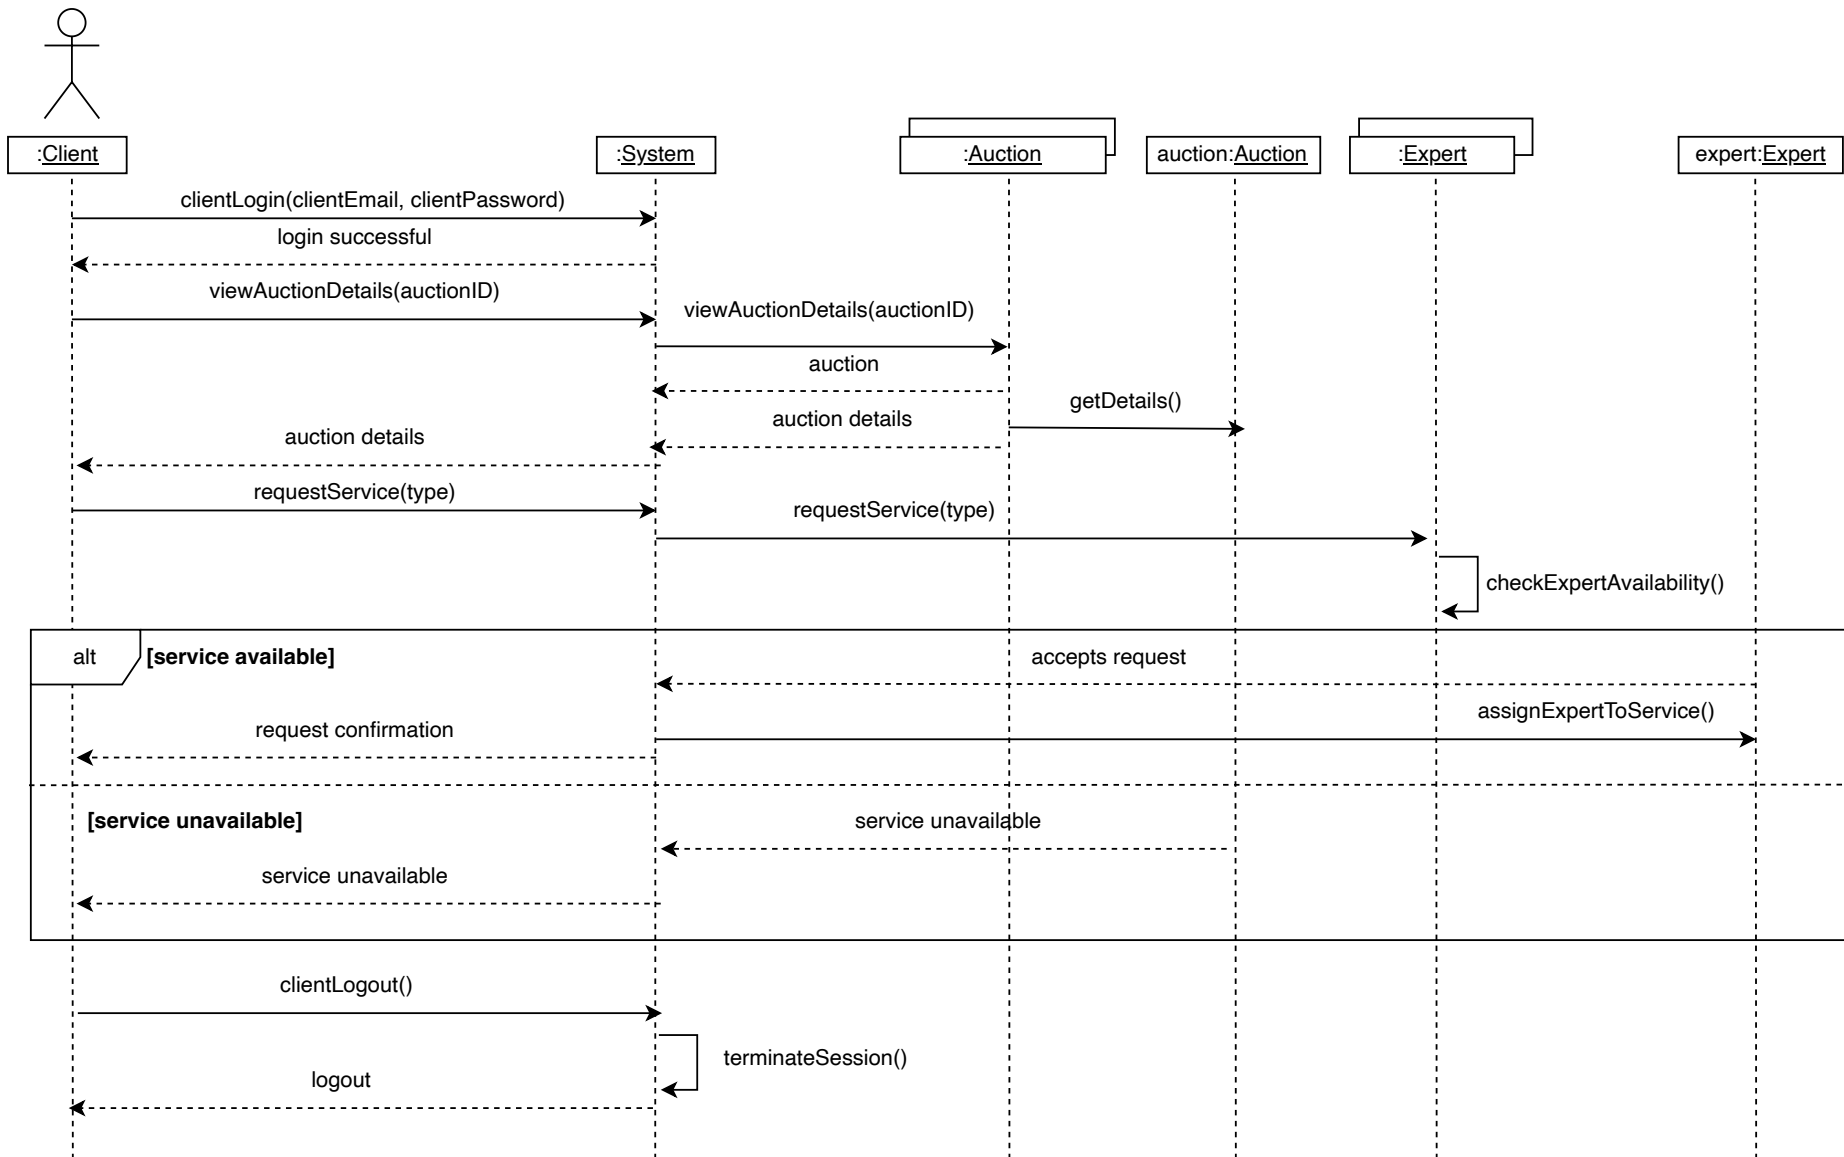 :Client
:System
:Auction
auction:Auction
:Expert
expert:Expert
clientLogin(clientEmail, clientPassword)
login successful
viewAuctionDetails(auctionID)
viewAuctionDetails(auctionID)
auction
getDetails()
auction details
auction details
requestService(type)
requestService(type)
checkExpertAvailability()
alt
[service available]
accepts request
assignExpertToService()
request confirmation
[service unavailable]
service unavailable
service unavailable
clientLogout()
terminateSession()
logout